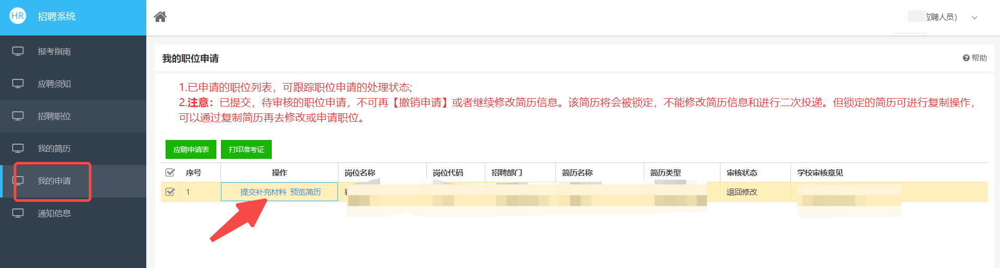 HR 招聘系统
应聘人员)
报考指南
应聘须知
招聘职位
我的简历
我的申请
通知信息
我的职位申请
帮助
1.已申请的职位列表，可跟踪职位申请的处理状态;
2.注意：已提交，待审核的职位申请，不可再【撤销申请】或者继续修改简历信息。该简历将会被锁定，不能修改简历信息和进行二次投递。但锁定的简历可进行复制操作，
可以通过复制简历再去修改或申请职位。
应聘申请表 打印准考证
序号 操作 岗位名称 岗位代码 招聘部门 简历名称 简历类型 审核状态 学校审核意见
1 提交补充材料 预览简历 退回修改